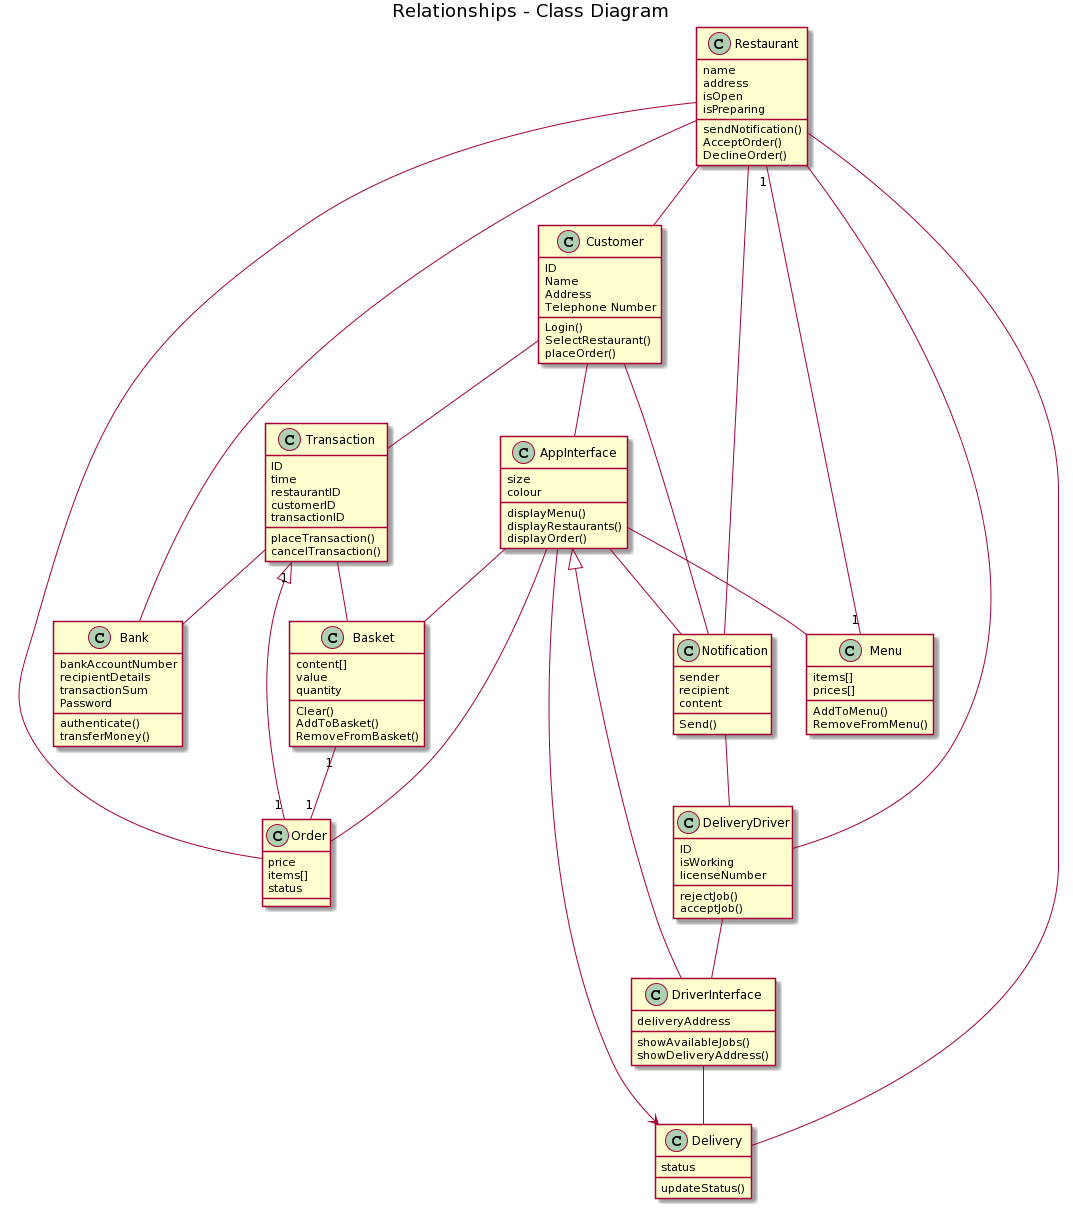 Relationships - Class Diagram
C Restaurant
name
address
isOpen
isPreparing
sendNotification()
AcceptOrder()
DeclineOrder()
1
C Customer
ID
Name
Address
Telephone Number
Login()
SelectRestaurant()
placeOrder()
C Transaction
ID
time
restaurantID
customerID
transactionID
placeTransaction()
cancelTransaction()
1
C AppInterface
size
colour
displayMenu()
displayRestaurants()
displayOrder()
C Bank
bankAccountNumber
recipientDetails
transactionSum
Password
authenticate()
transferMoney()
C Basket
content[]
value
quantity
Clear()
AddToBasket()
RemoveFromBasket()
1
C Notification
sender
recipient
content
Send()
1
C Menu
items[]
prices[]
AddToMenu()
RemoveFromMenu()
1
1
C Order
price
items[]
status
C DeliveryDriver
ID
isWorking
licenseNumber
rejectJob()
acceptJob()
C DriverInterface
deliveryAddress
showAvailableJobs()
showDeliveryAddress()
C Delivery
status
updateStatus()